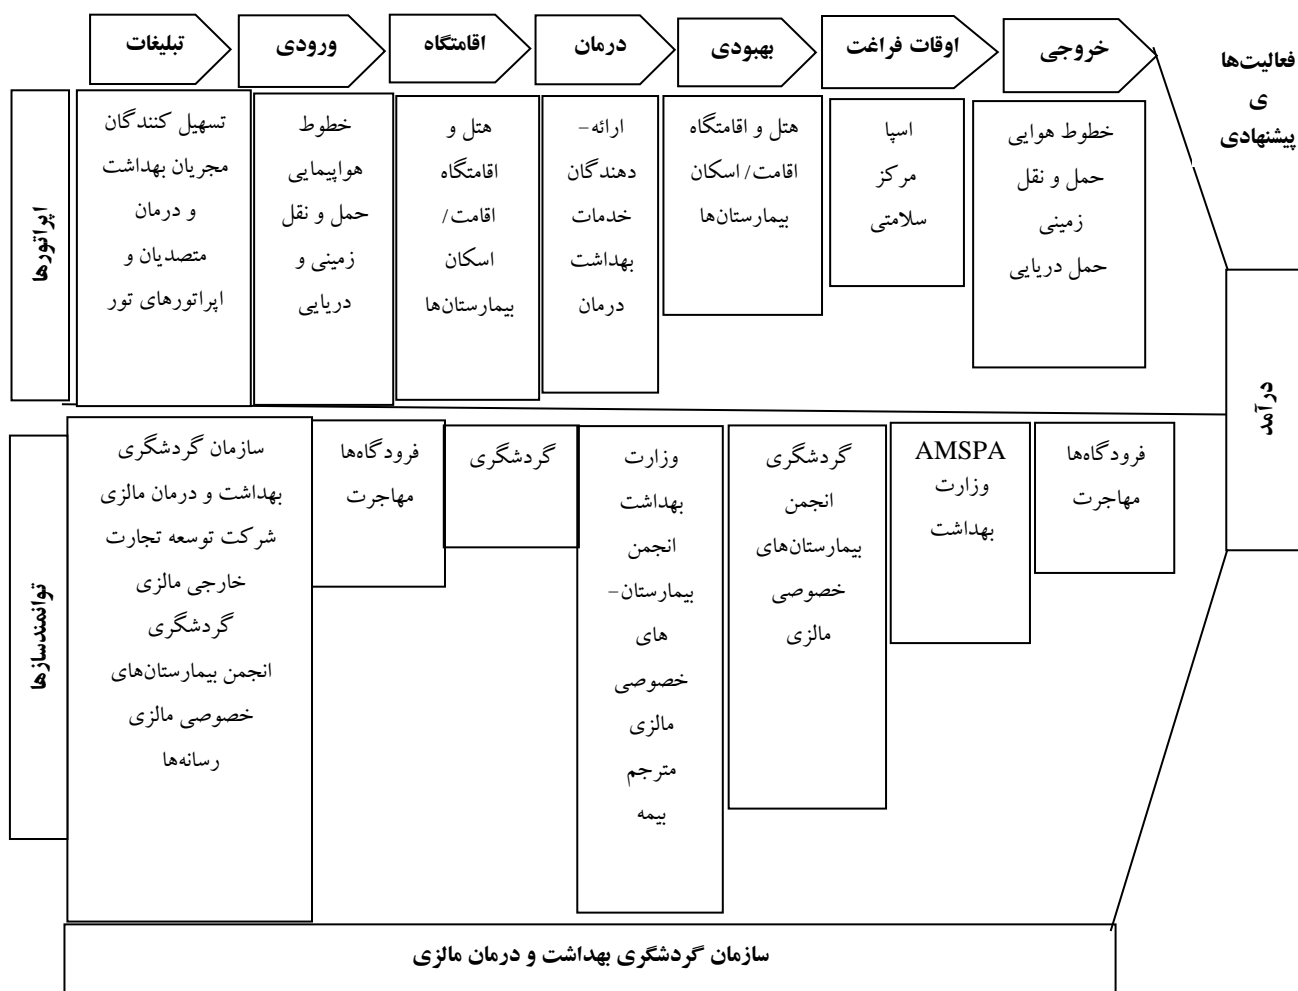 تبلیغات
ورودی
اقامتگاه
درمان
بهبودی
اوقات فراغت
خروجی
فعالیت‌ها
ی
پیشنهادی
اپراتورها
تسهیل کنندگان
مجریان بهداشت
و درمان
متصدیان و
اپراتورهای تور
خطوط
هواپیمایی
حمل و نقل
زمینی و
دریایی
هتل و
اقامتگاه
اقامت/
اسکان
بیمارستان‌ها
ارائه-
دهندگان
خدمات
بهداشت
درمان
هتل و اقامتگاه
اقامت/ اسکان
بیمارستان‌ها
اسپا
مرکز
سلامتی
خطوط هوایی
حمل و نقل
زمینی
حمل دریایی
درآمد
توانمندسازها
سازمان گردشگری
بهداشت و درمان مالزی
شرکت توسعه تجارت
خارجی مالزی
گردشگری
انجمن بیمارستان‌های
خصوصی مالزی
رسانه‌ها
فرودگاه‌ها
مهاجرت
گردشگری
وزارت
بهداشت
انجمن
بیمارستان-
های
خصوصی
مالزی
مترجم
بیمه
گردشگری
انجمن
بیمارستان‌های
خصوصی
مالزی
AMSPA
وزارت
بهداشت
فرودگاه‌ها
مهاجرت
سازمان گردشگری بهداشت و درمان مالزی